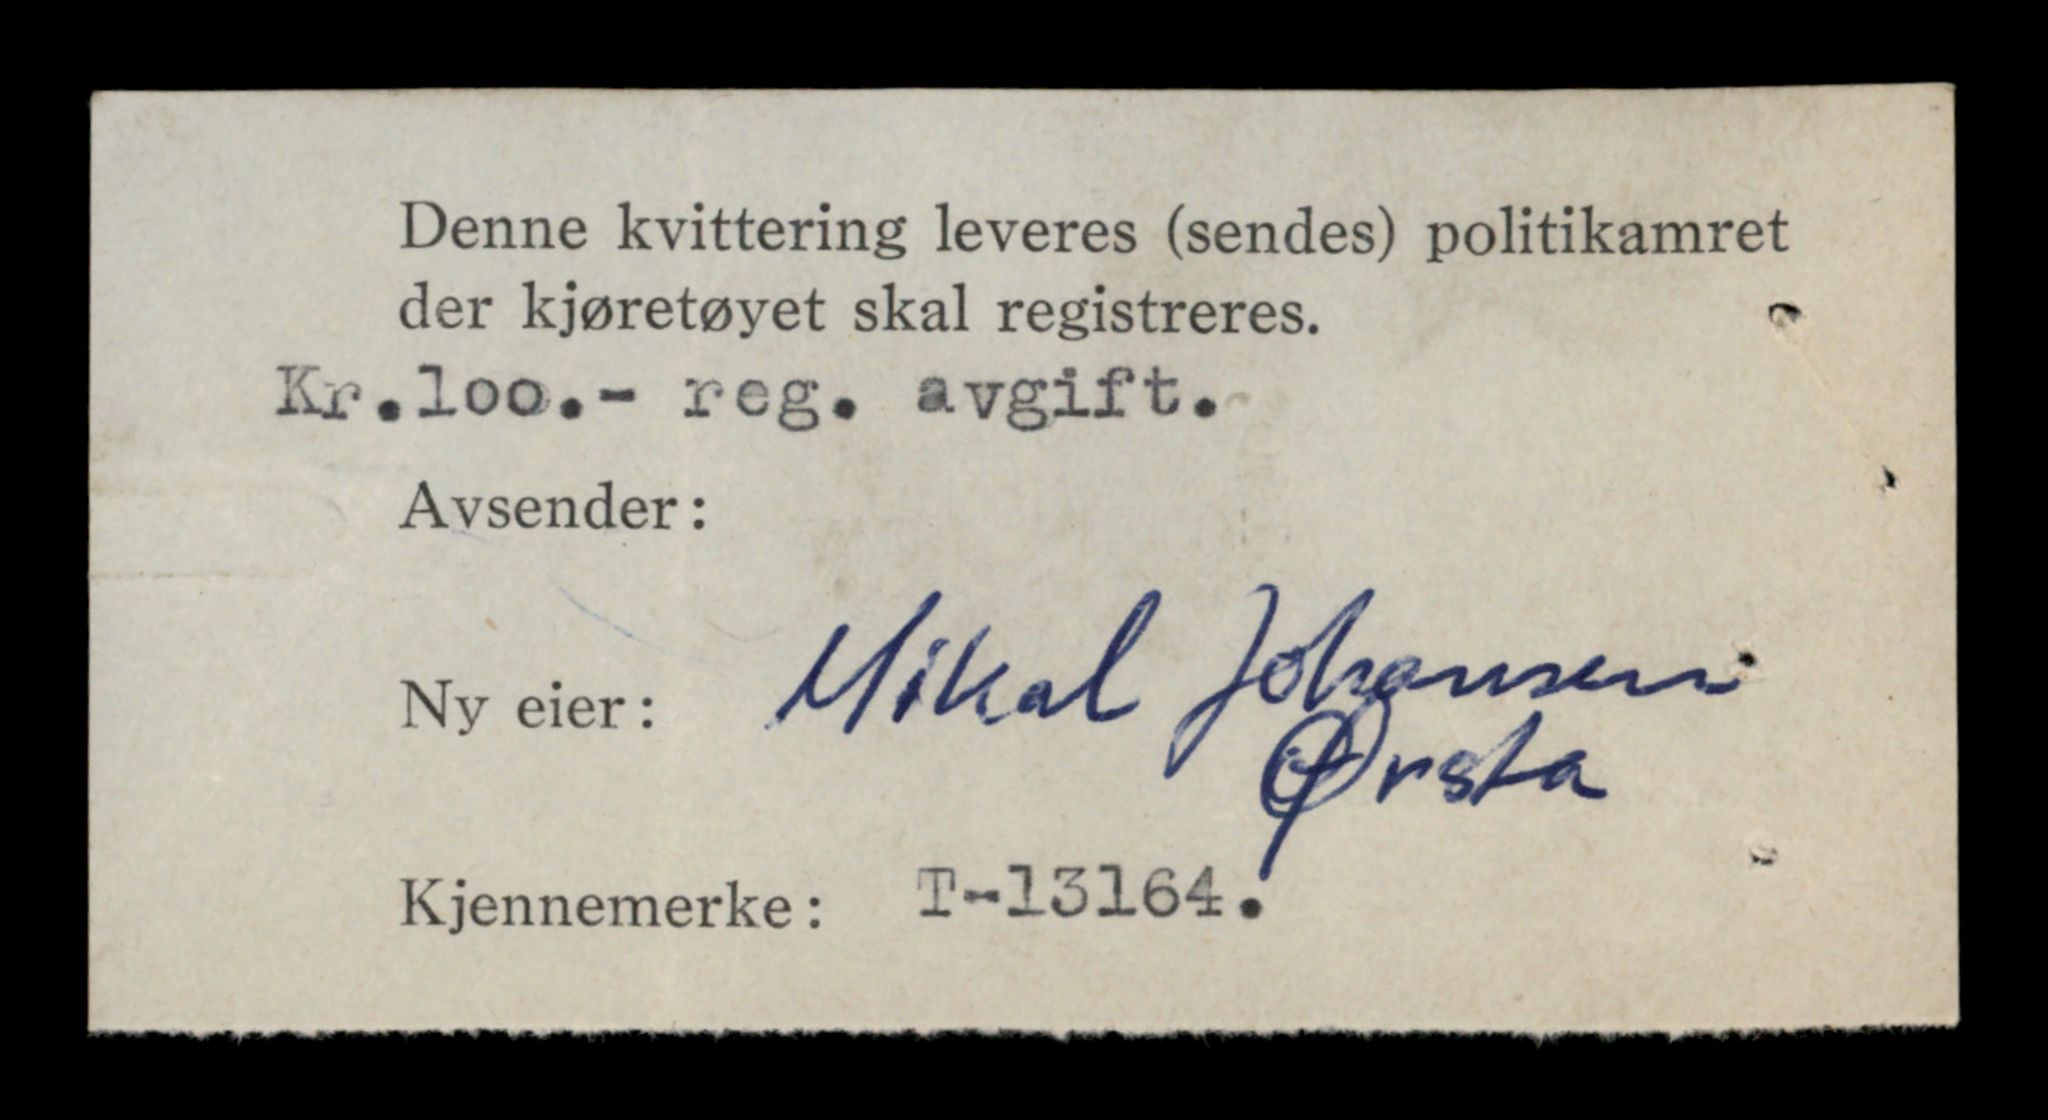 Denne kvittering leveres (sendes) politikamret
der kjøretøyet skal registreres.
Kr.loo.- reg. avgift.
Avsender:
Ny eier: Mikal Johansen
Ørsta
Kjennemerke: T-13164.